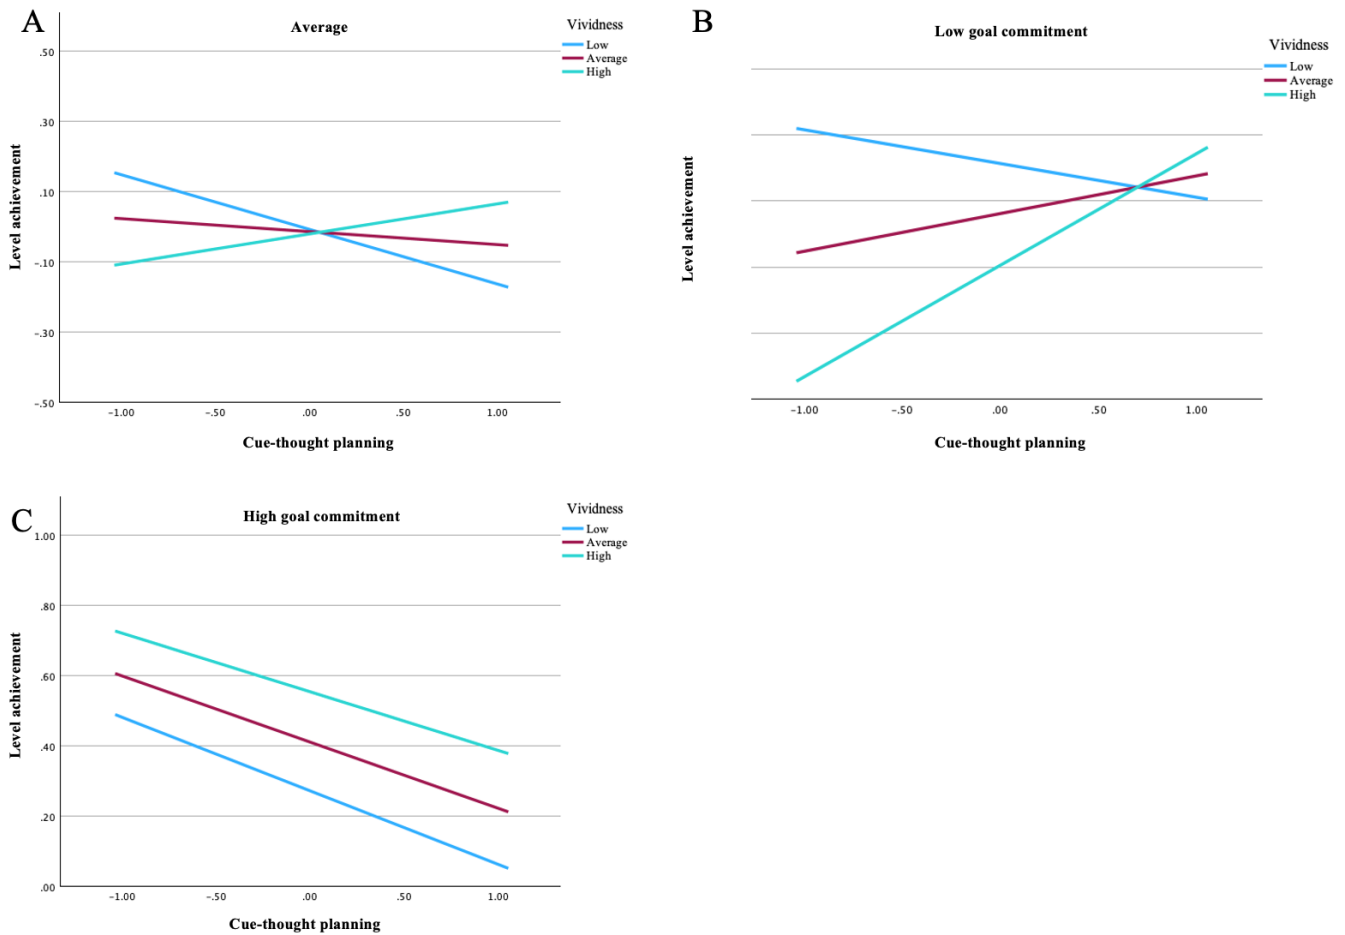 A
Average
Vividness
Low
Average
High
.50
.30
.10
-.10
-.30
-.50
Level achievement
-1.00 -.50 .00 .50 1.00
Cue-thought planning
B
Low goal commitment
Vividness
Low
Average
High
Level achievement
-1.00 -.50 .00 .50 1.00
Cue-thought planning
C
High goal commitment
Vividness
Low
Average
High
1.00
.80
.60
.40
.20
.00
Level achievement
-1.00 -.50 .00 .50 1.00
Cue-thought planning